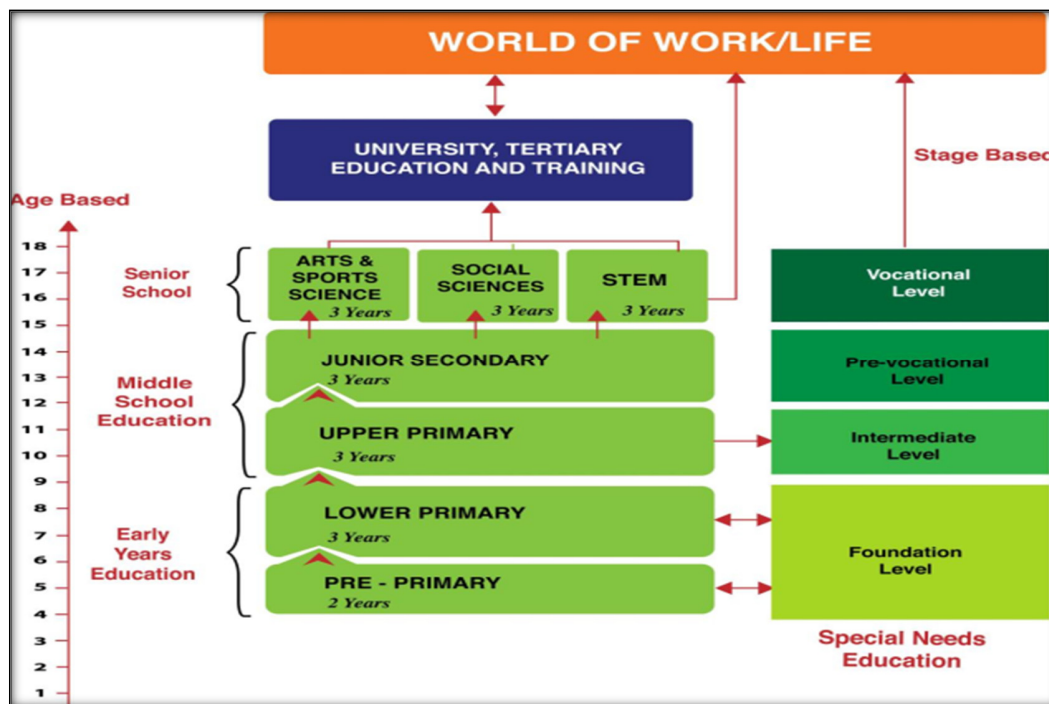 WORLD OF WORK/LIFE
UNIVERSITY, TERTIARY
EDUCATION AND TRAINING
Stage Based
Age Based
18
17
16
15
14
13
12
11
10
9
8
7
6
5
4
3
2
1
Senior
School
ARTS &
SPORTS
SCIENCE
3 Years
SOCIAL
SCIENCES
3 Years
STEM
3 Years
Vocational
Level
Middle
School
Education
JUNIOR SECONDARY
3 Years
Pre-vocational
Level
UPPER PRIMARY
3 Years
Intermediate
Level
Early
Years
Education
LOWER PRIMARY
3 Years
PRE - PRIMARY
2 Years
Foundation
Level
Special Needs
Education